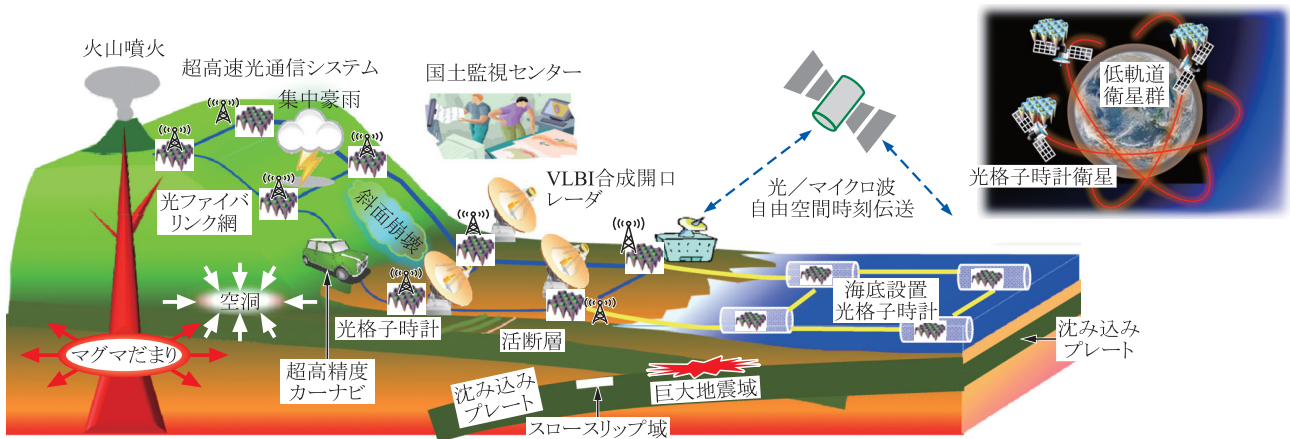 火山噴火
超高速光通信システム
集中豪雨
国土監視センター
低軌道
衛星群
光格子時計衛星
光ファイバ
リンク網
斜面崩壊
VLBI合成開口
レーダ
光／マイクロ波
自由空間時刻伝送
空洞
光格子時計
海底設置
光格子時計
マグマだまり
超高精度
カーナビ
活断層
沈み込み
プレート
沈み込み
プレート
巨大地震域
スロースリップ域